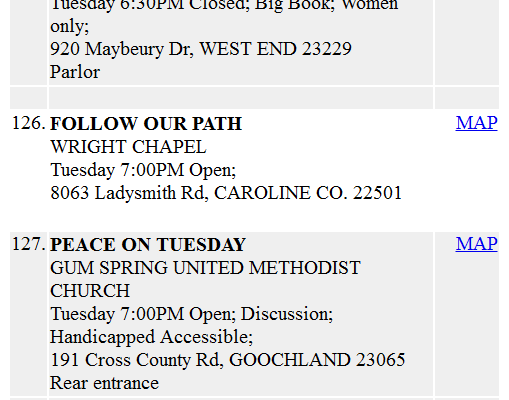 Tuesday 6:30PM Closed; Big Book; Women
only;
920 Maybeury Dr, WEST END 23229
Parlor
126. FOLLOW OUR PATH MAP
WRIGHT CHAPEL
Tuesday 7:00PM Open;
8063 Ladysmith Rd, CAROLINE CO. 22501
127. PEACE ON TUESDAY MAP
GUM SPRING UNITED METHODIST
CHURCH
Tuesday 7:00PM Open; Discussion;
Handicapped Accessible;
191 Cross County Rd, GOOCHLAND 23065
Rear entrance